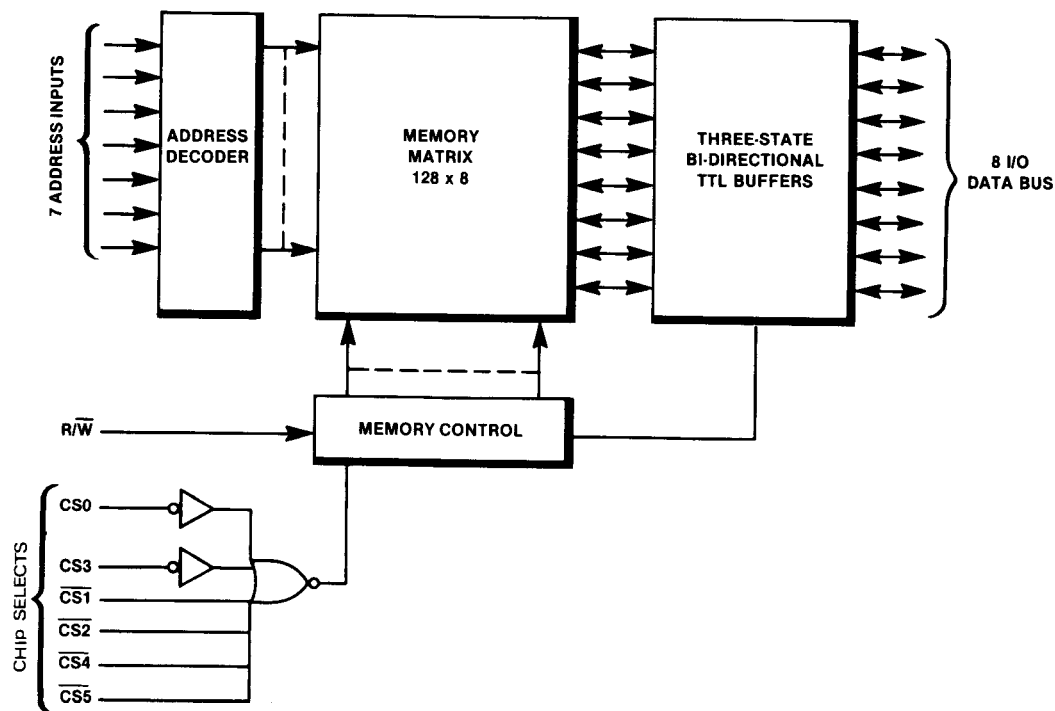 7 ADDRESS INPUTS
ADDRESS
DECODER
MEMORY
MATRIX
128 x 8
THREE-STATE
BI-DIRECTIONAL
TTL BUFFERS
8 I/O
DATA BUS
R/W̅
MEMORY CONTROL
CHIP SELECTS
CS0
CS3
C̅S̅1̅
C̅S̅2̅
C̅S̅4̅
C̅S̅5̅